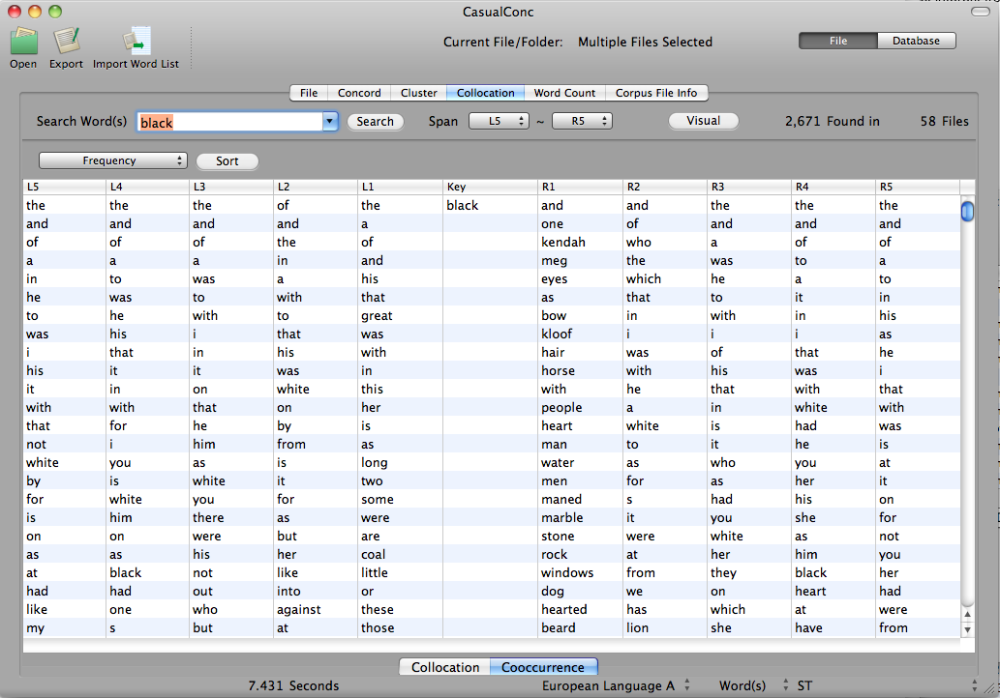 CasualConc
Open Export Import Word List Current File/Folder: Multiple Files Selected File Database
File Concord Cluster Collocation Word Count Corpus File Info
Search Word(s) black Search Span L5 ~ R5 Visual 2,671 Found in 58 Files
Frequency Sort
L5 L4 L3 L2 L1 Key R1 R2 R3 R4 R5
the the the of the black and and the the the
and and and and a one of and and and
of of of the of kendah who a of of
a a a in and meg the was to a
in to was a his eyes which he a to
he was to with that as that to it in
to he with to great bow in with in his
was his i that was kloof i i i as
i that in his with hair was of that he
his it it was in horse with his was i
it in on white this with he that with that
with with that on her people a in white with
that for he by is heart white is had was
not i him from as man to it he is
white you as is long water as who you at
by is white it two men for as her it
for white you for some maned s had his on
is him there as were marble it you she for
on on were but are stone were white as not
as as his her coal rock at her him you
at black not like little windows from they black her
had had out into or dog we on heart had
like one who against these hearted has which at were
my s but at those beard lion she have from
Collocation Cooccurrence
7.431 Seconds European Language A Word(s) ST